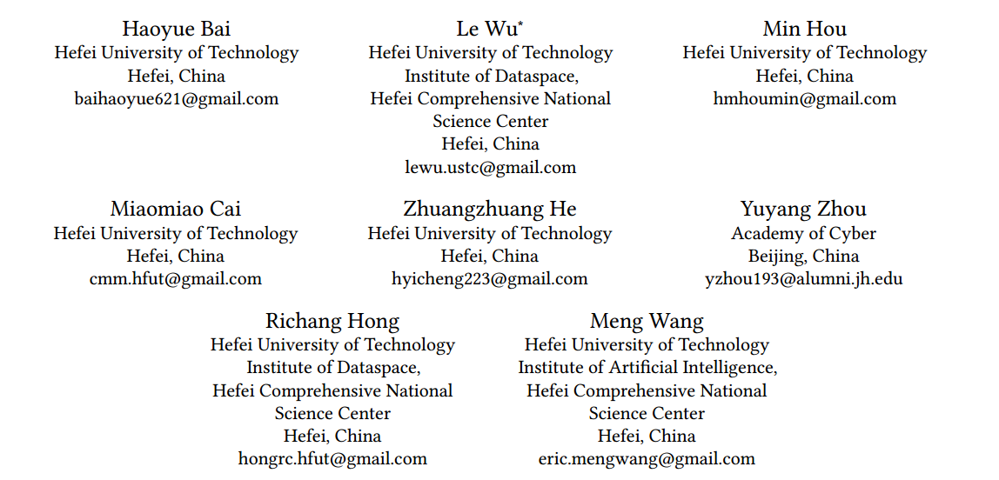 Haoyue Bai
Hefei University of Technology
Hefei, China
baihaoyue621@gmail.com
Le Wu*
Hefei University of Technology
Institute of Dataspace,
Hefei Comprehensive National
Science Center
Hefei, China
lewu.ustc@gmail.com
Min Hou
Hefei University of Technology
Hefei, China
hmhoumin@gmail.com
Miaomiao Cai
Hefei University of Technology
Hefei, China
cmm.hfut@gmail.com
Zhuangzhuang He
Hefei University of Technology
Hefei, China
hyicheng223@gmail.com
Yuyang Zhou
Academy of Cyber
Beijing, China
yzhou193@alumni.jh.edu
Richang Hong
Hefei University of Technology
Institute of Dataspace,
Hefei Comprehensive National
Science Center
Hefei, China
hongrc.hfut@gmail.com
Meng Wang
Hefei University of Technology
Institute of Artificial Intelligence,
Hefei Comprehensive National
Science Center
Hefei, China
eric.mengwang@gmail.com